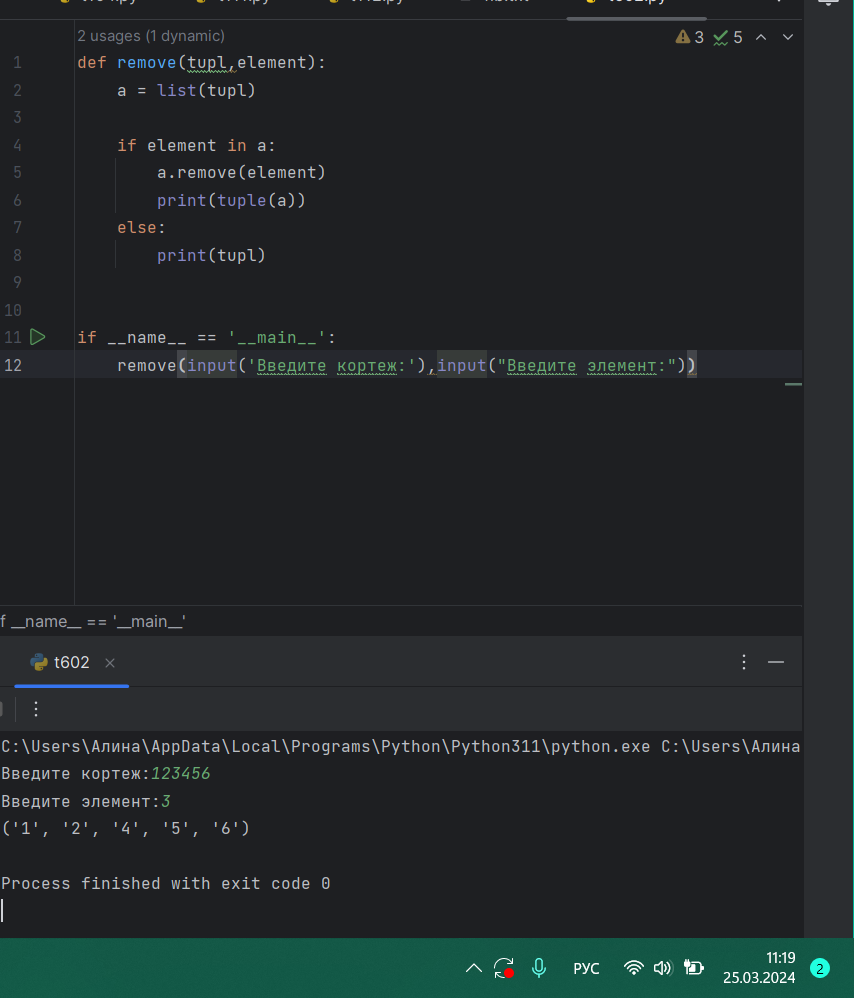 2 usages (1 dynamic)
3 5
1 def remove(tupl,element):
2 a = list(tupl)
3
4 if element in a:
5 a.remove(element)
6 print(tuple(a))
7 else:
8 print(tupl)
9
10
11 if __name__ == '__main__':
12 remove(input('Введите кортеж:'),input("Введите элемент:"))
f __name__ == '__main__'
t602
C:\Users\Алина\AppData\Local\Programs\Python\Python311\python.exe C:\Users\Алина
Введите кортеж:123456
Введите элемент:3
('1', '2', '4', '5', '6')
Process finished with exit code 0
РУС
11:19
25.03.2024
2